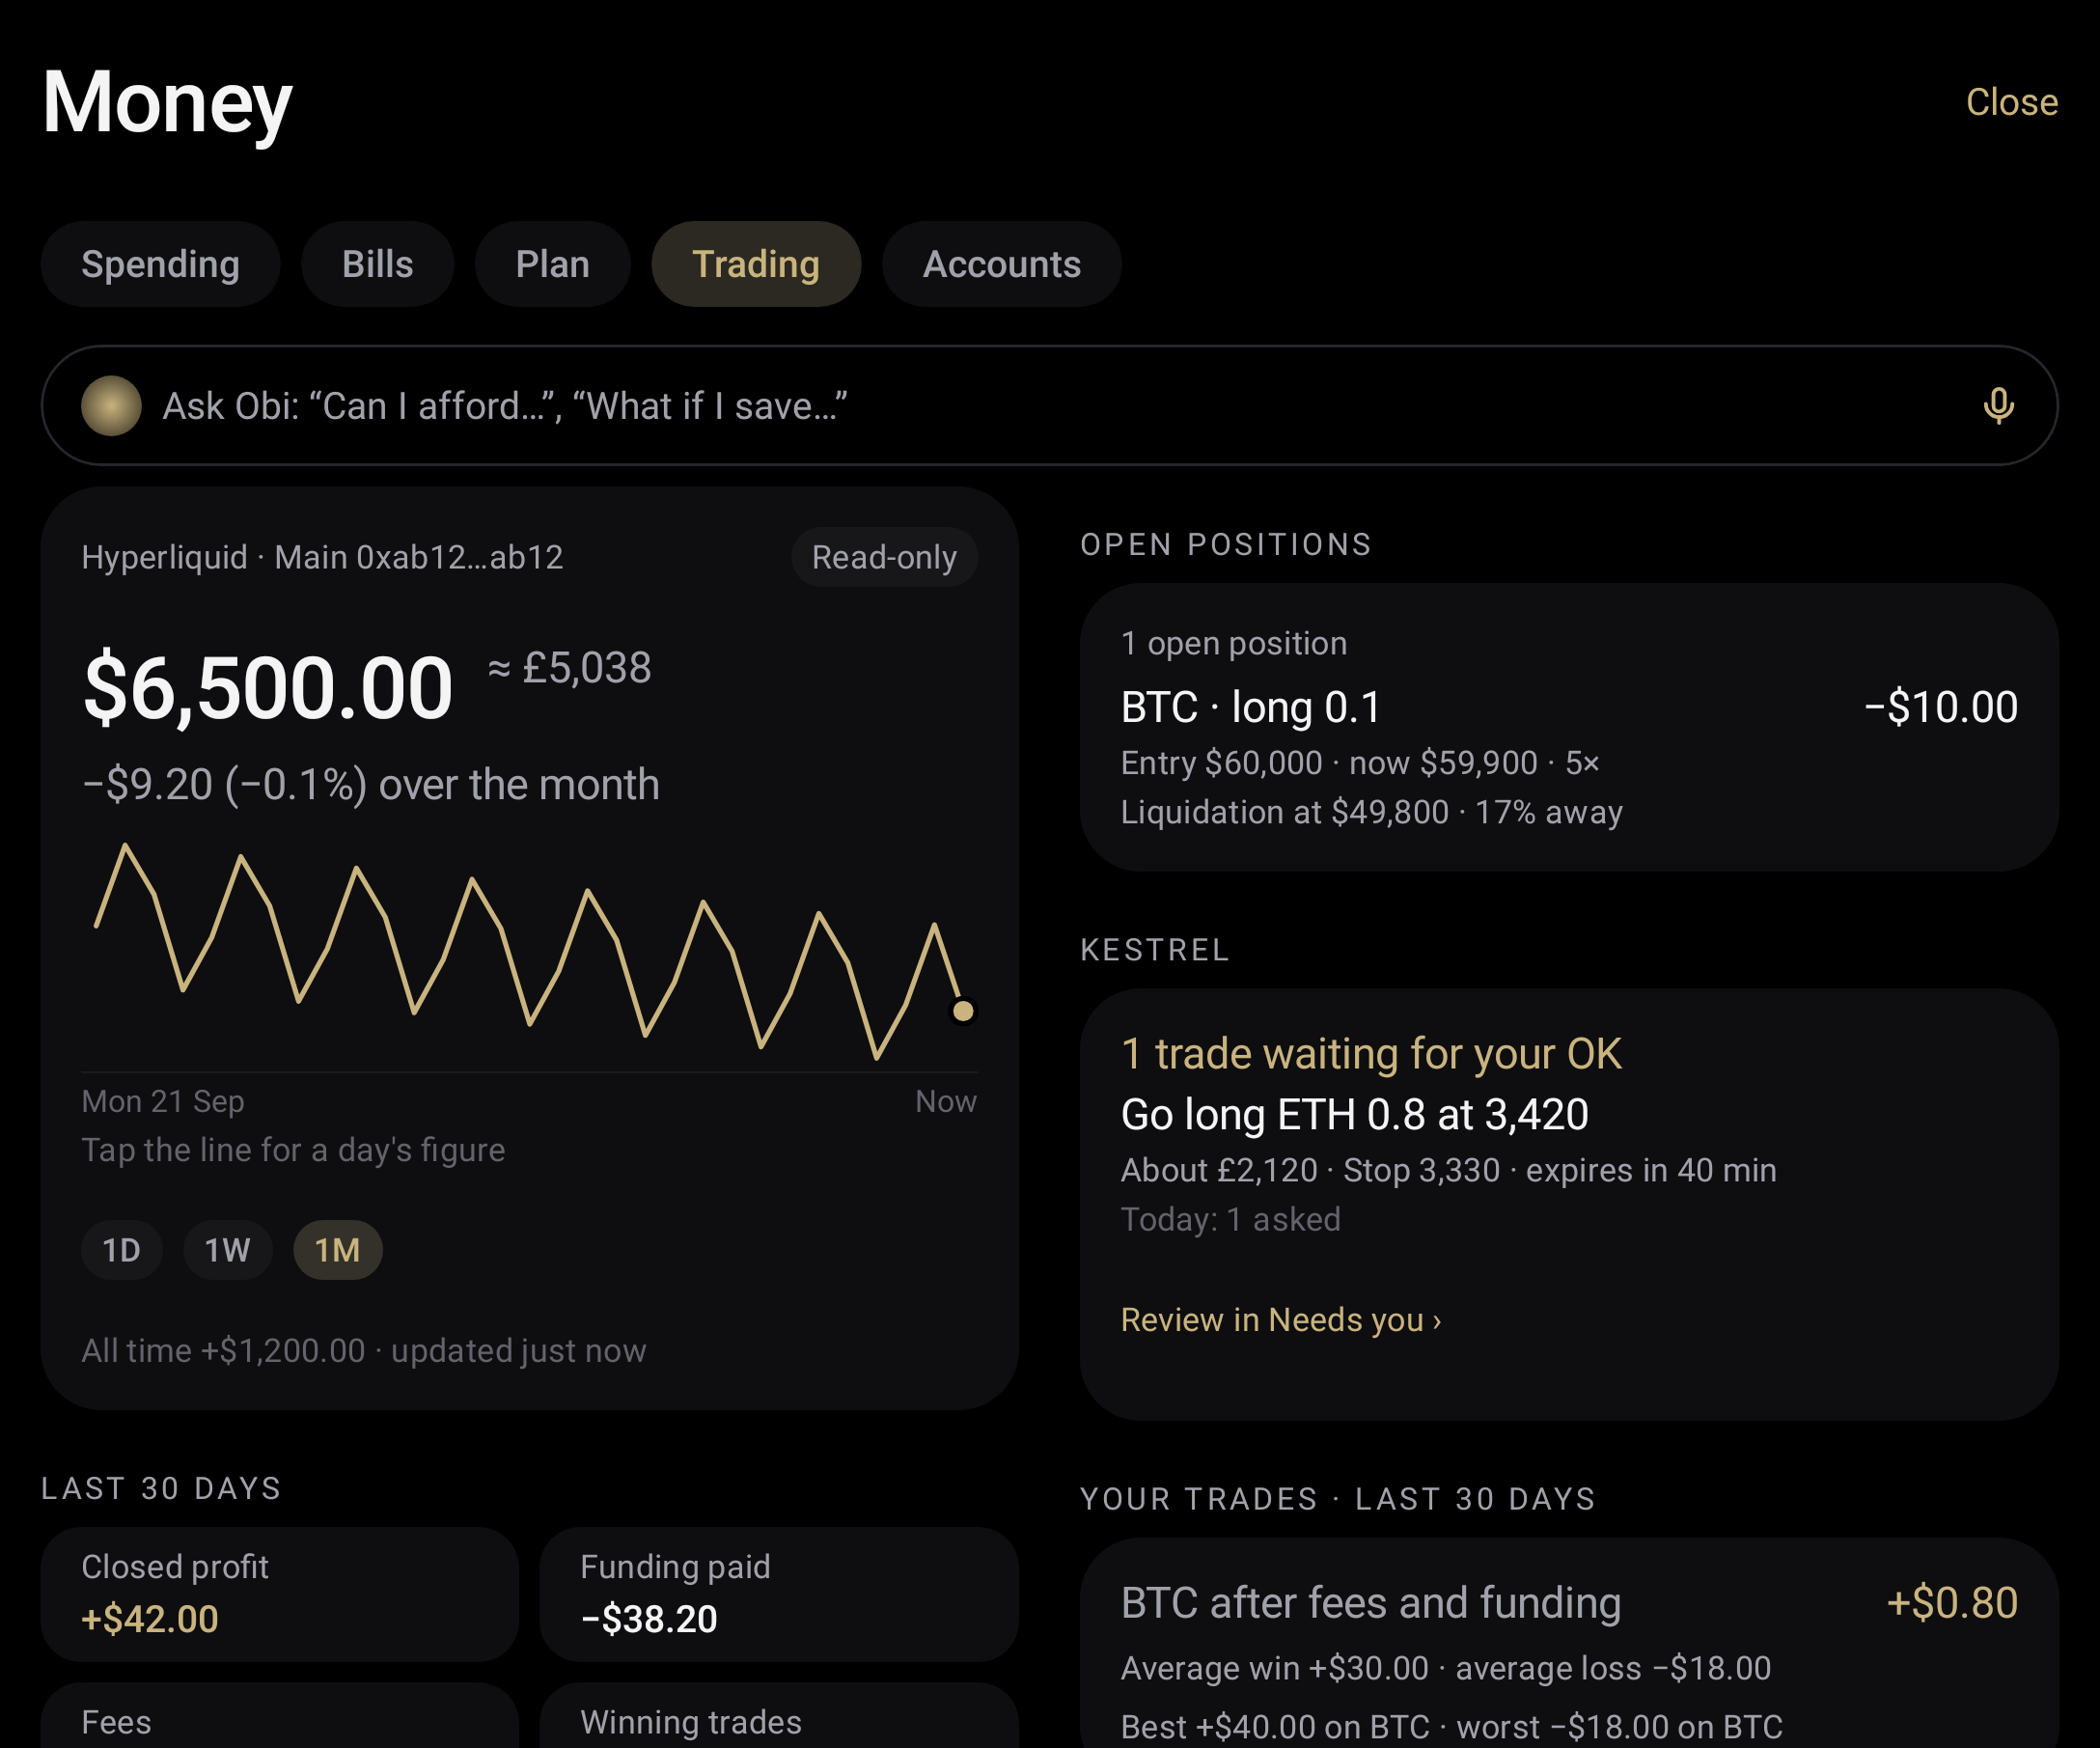 Money
Close
Spending
Bills
Plan
Trading
Accounts
Ask Obi: “Can I afford…”, “What if I save…”
Hyperliquid · Main 0xab12…ab12
Read-only
$6,500.00 ≈ £5,038
−$9.20 (−0.1%) over the month
Mon 21 Sep
Now
Tap the line for a day's figure
1D
1W
1M
All time +$1,200.00 · updated just now
LAST 30 DAYS
Closed profit
+$42.00
Funding paid
−$38.20
Fees
Winning trades
OPEN POSITIONS
1 open position
BTC · long 0.1
−$10.00
Entry $60,000 · now $59,900 · 5×
Liquidation at $49,800 · 17% away
KESTREL
1 trade waiting for your OK
Go long ETH 0.8 at 3,420
About £2,120 · Stop 3,330 · expires in 40 min
Today: 1 asked
Review in Needs you ›
YOUR TRADES · LAST 30 DAYS
BTC after fees and funding
+$0.80
Average win +$30.00 · average loss −$18.00
Best +$40.00 on BTC · worst −$18.00 on BTC